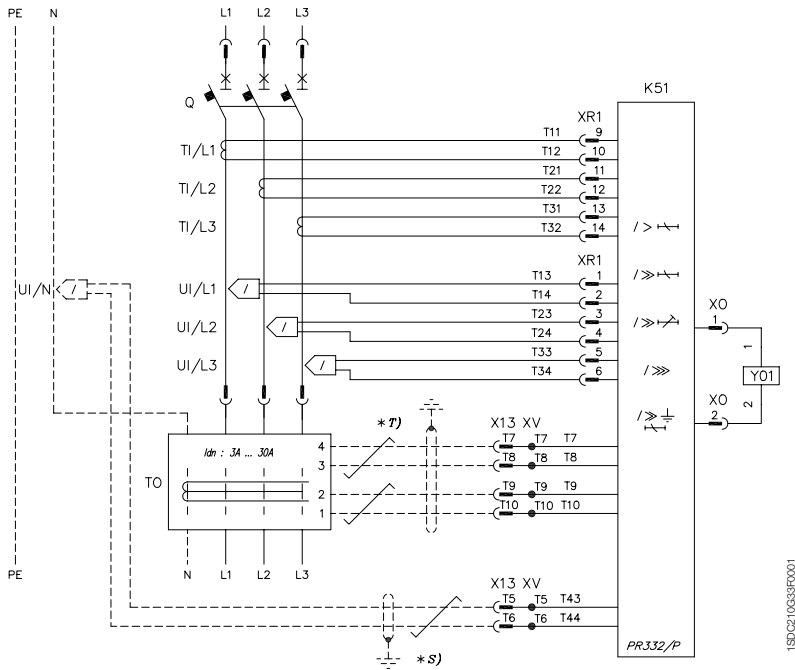 PE N L1 L2 L3
Q
K51
XR1
T11 9
TI/L1 T12 10
T21 11
TI/L2 T22 12
T31 13
TI/L3 T32 14
I > 
XR1
I ≫
UI/N I UI/L1 I T13 1
T14 2
UI/L2 I T23 3 I ≫
T24 4
UI/L3 I T33 5
T34 6
I ⋙
XO
1
1
Y01
2
XO
2
I ≫
*T) X13 XV
Idn : 3A ... 30A 4 T7 T7 T7
3 T8 T8 T8
TO 2 T9 T9 T9
1 T10 T10 T10
PE N L1 L2 L3
X13 XV
T5 T5 T43
T6 T6 T44
*S)
PR332/P
1SDC210G33F0001